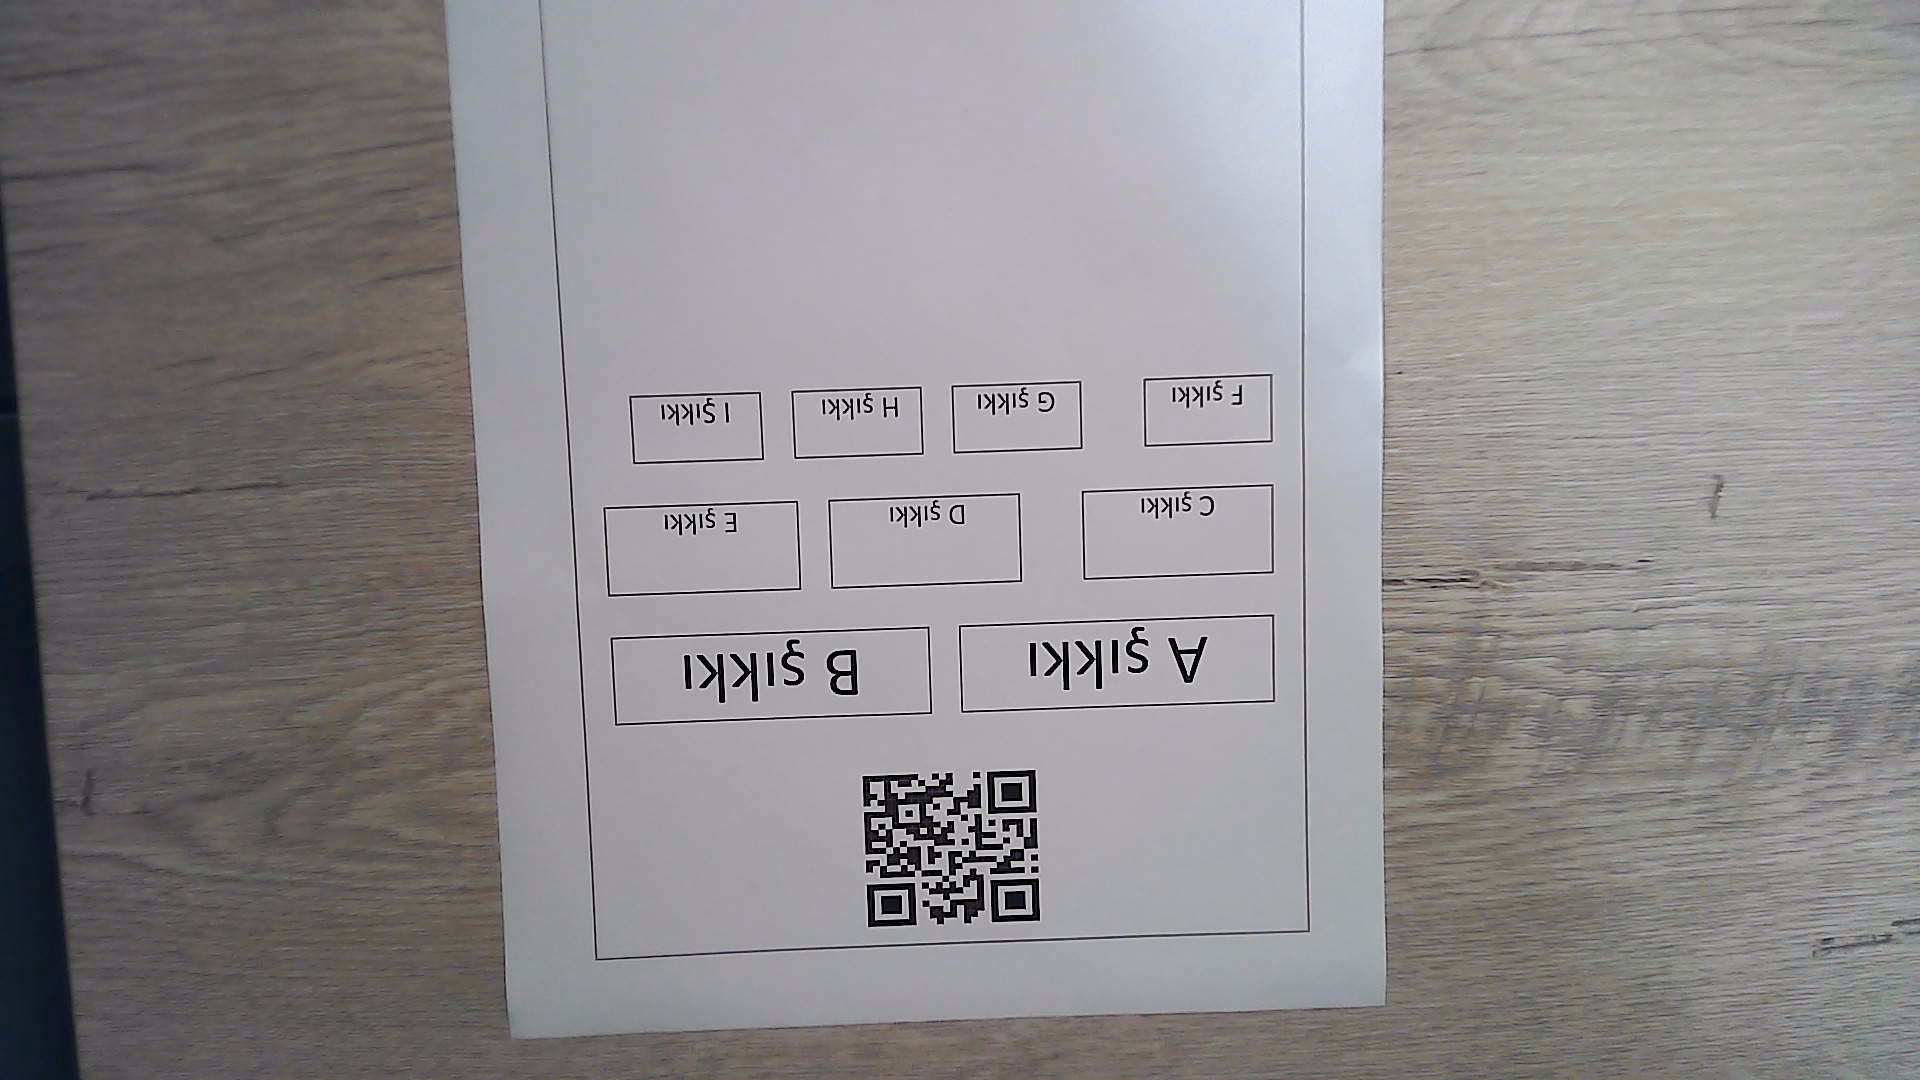 A şıkkı
B şıkkı
C şıkkı
D şıkkı
E şıkkı
F şıkkı
G şıkkı
H şıkkı
I Şıkkı